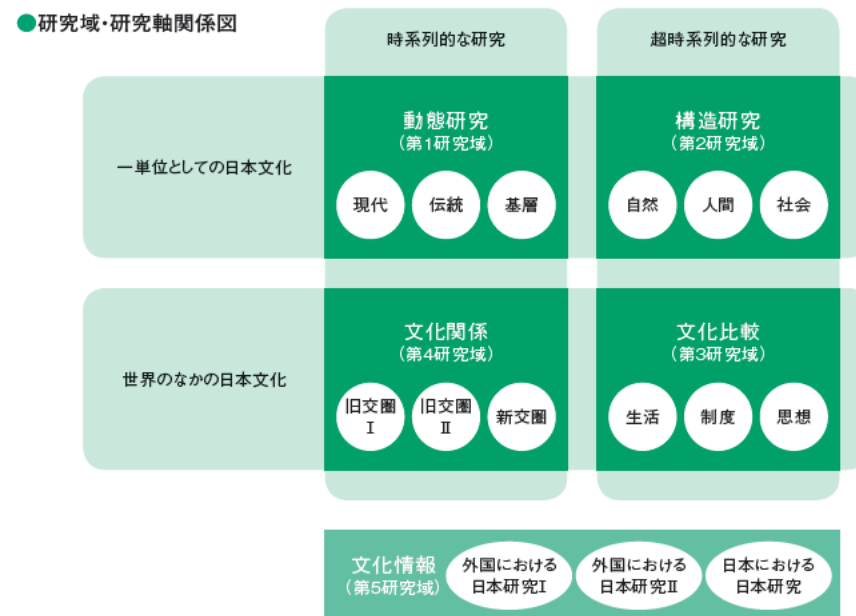 ●研究域・研究軸関係図
時系列的な研究
超時系列的な研究
一単位としての日本文化
動態研究
(第1研究域)
現代
伝統
基層
構造研究
(第2研究域)
自然
人間
社会
世界のなかの日本文化
文化関係
(第4研究域)
旧交圏
I
旧交圏
II
新交圏
文化比較
(第3研究域)
生活
制度
思想
文化情報
(第5研究域)
外国における
日本研究I
外国における
日本研究II
日本における
日本研究